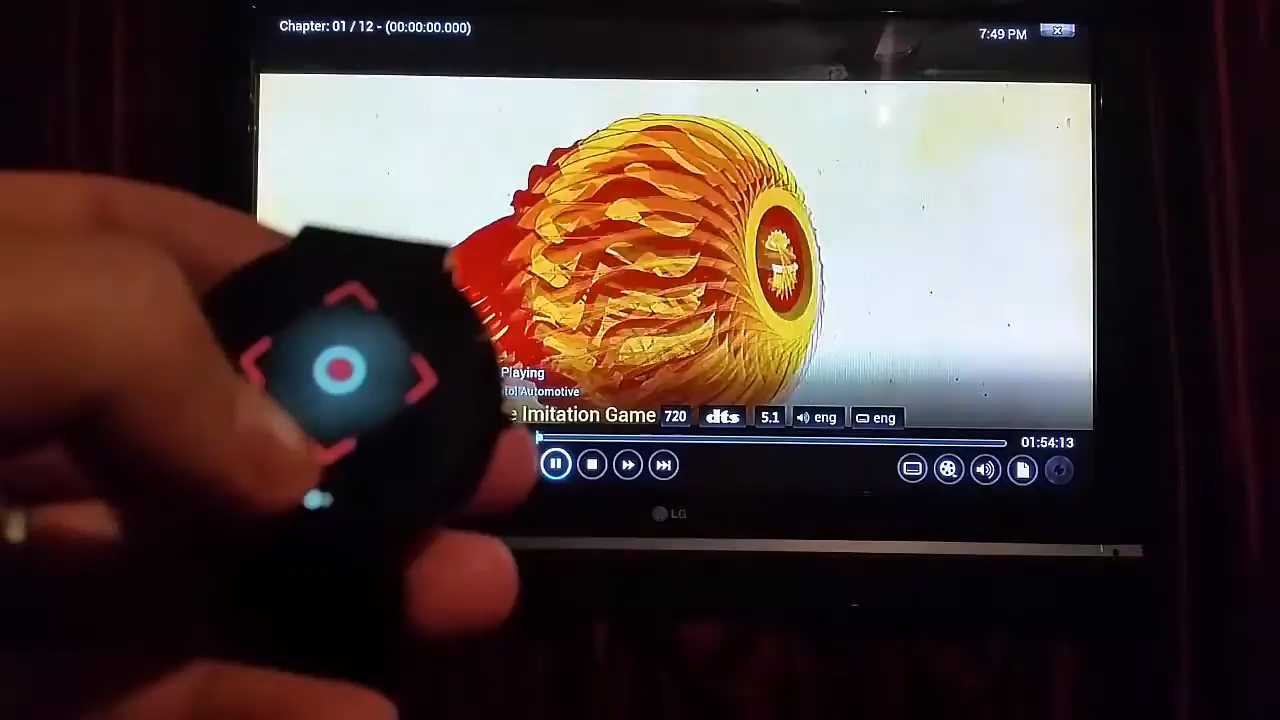 Chapter: 01 / 12 - (00:00:00.000)
7:49 PM
Playing
Automotive
Imitation Game 720 dts 5.1 eng eng
01:54:13
LG